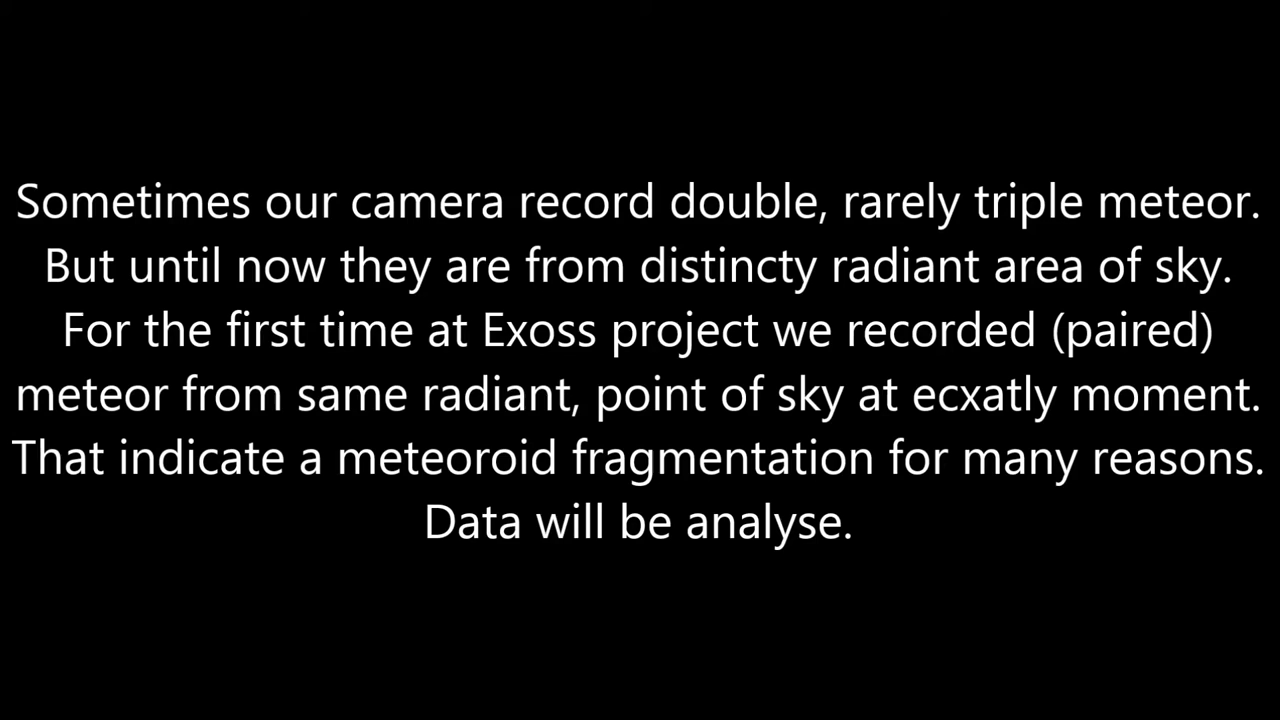 Sometimes our camera record double, rarely triple meteor.
But until now they are from distincty radiant area of sky.
For the first time at Exoss project we recorded (paired)
meteor from same radiant, point of sky at ecxatly moment.
That indicate a meteoroid fragmentation for many reasons.
Data will be analyse.